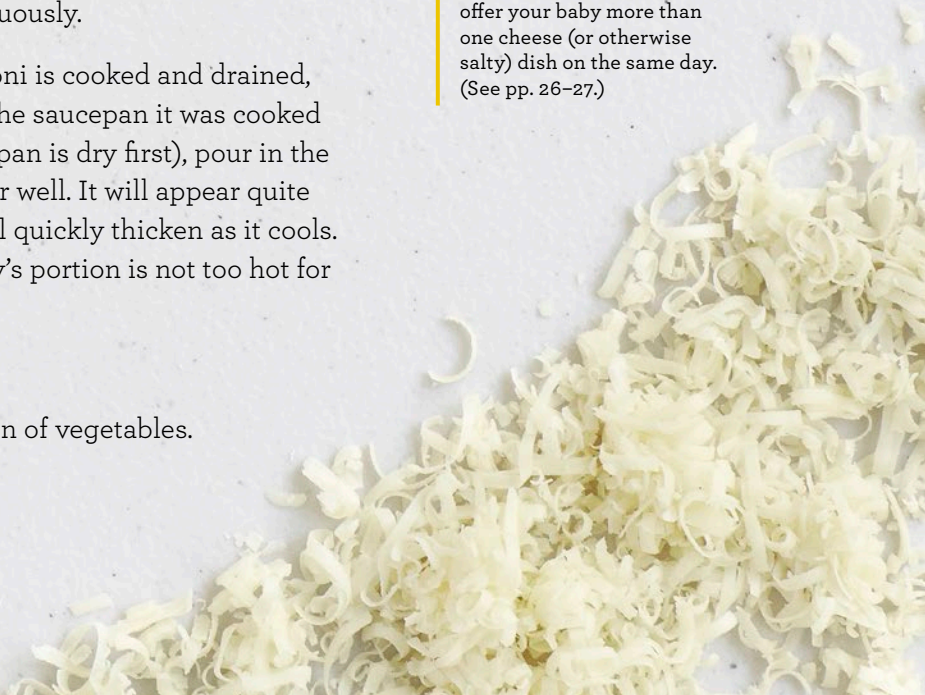 uously.
oni is cooked and drained,
he saucepan it was cooked
pan is dry first), pour in the
r well. It will appear quite
l quickly thicken as it cools.
y’s portion is not too hot for
n of vegetables.
offer your baby more than
one cheese (or otherwise
salty) dish on the same day.
(See pp. 26–27.)